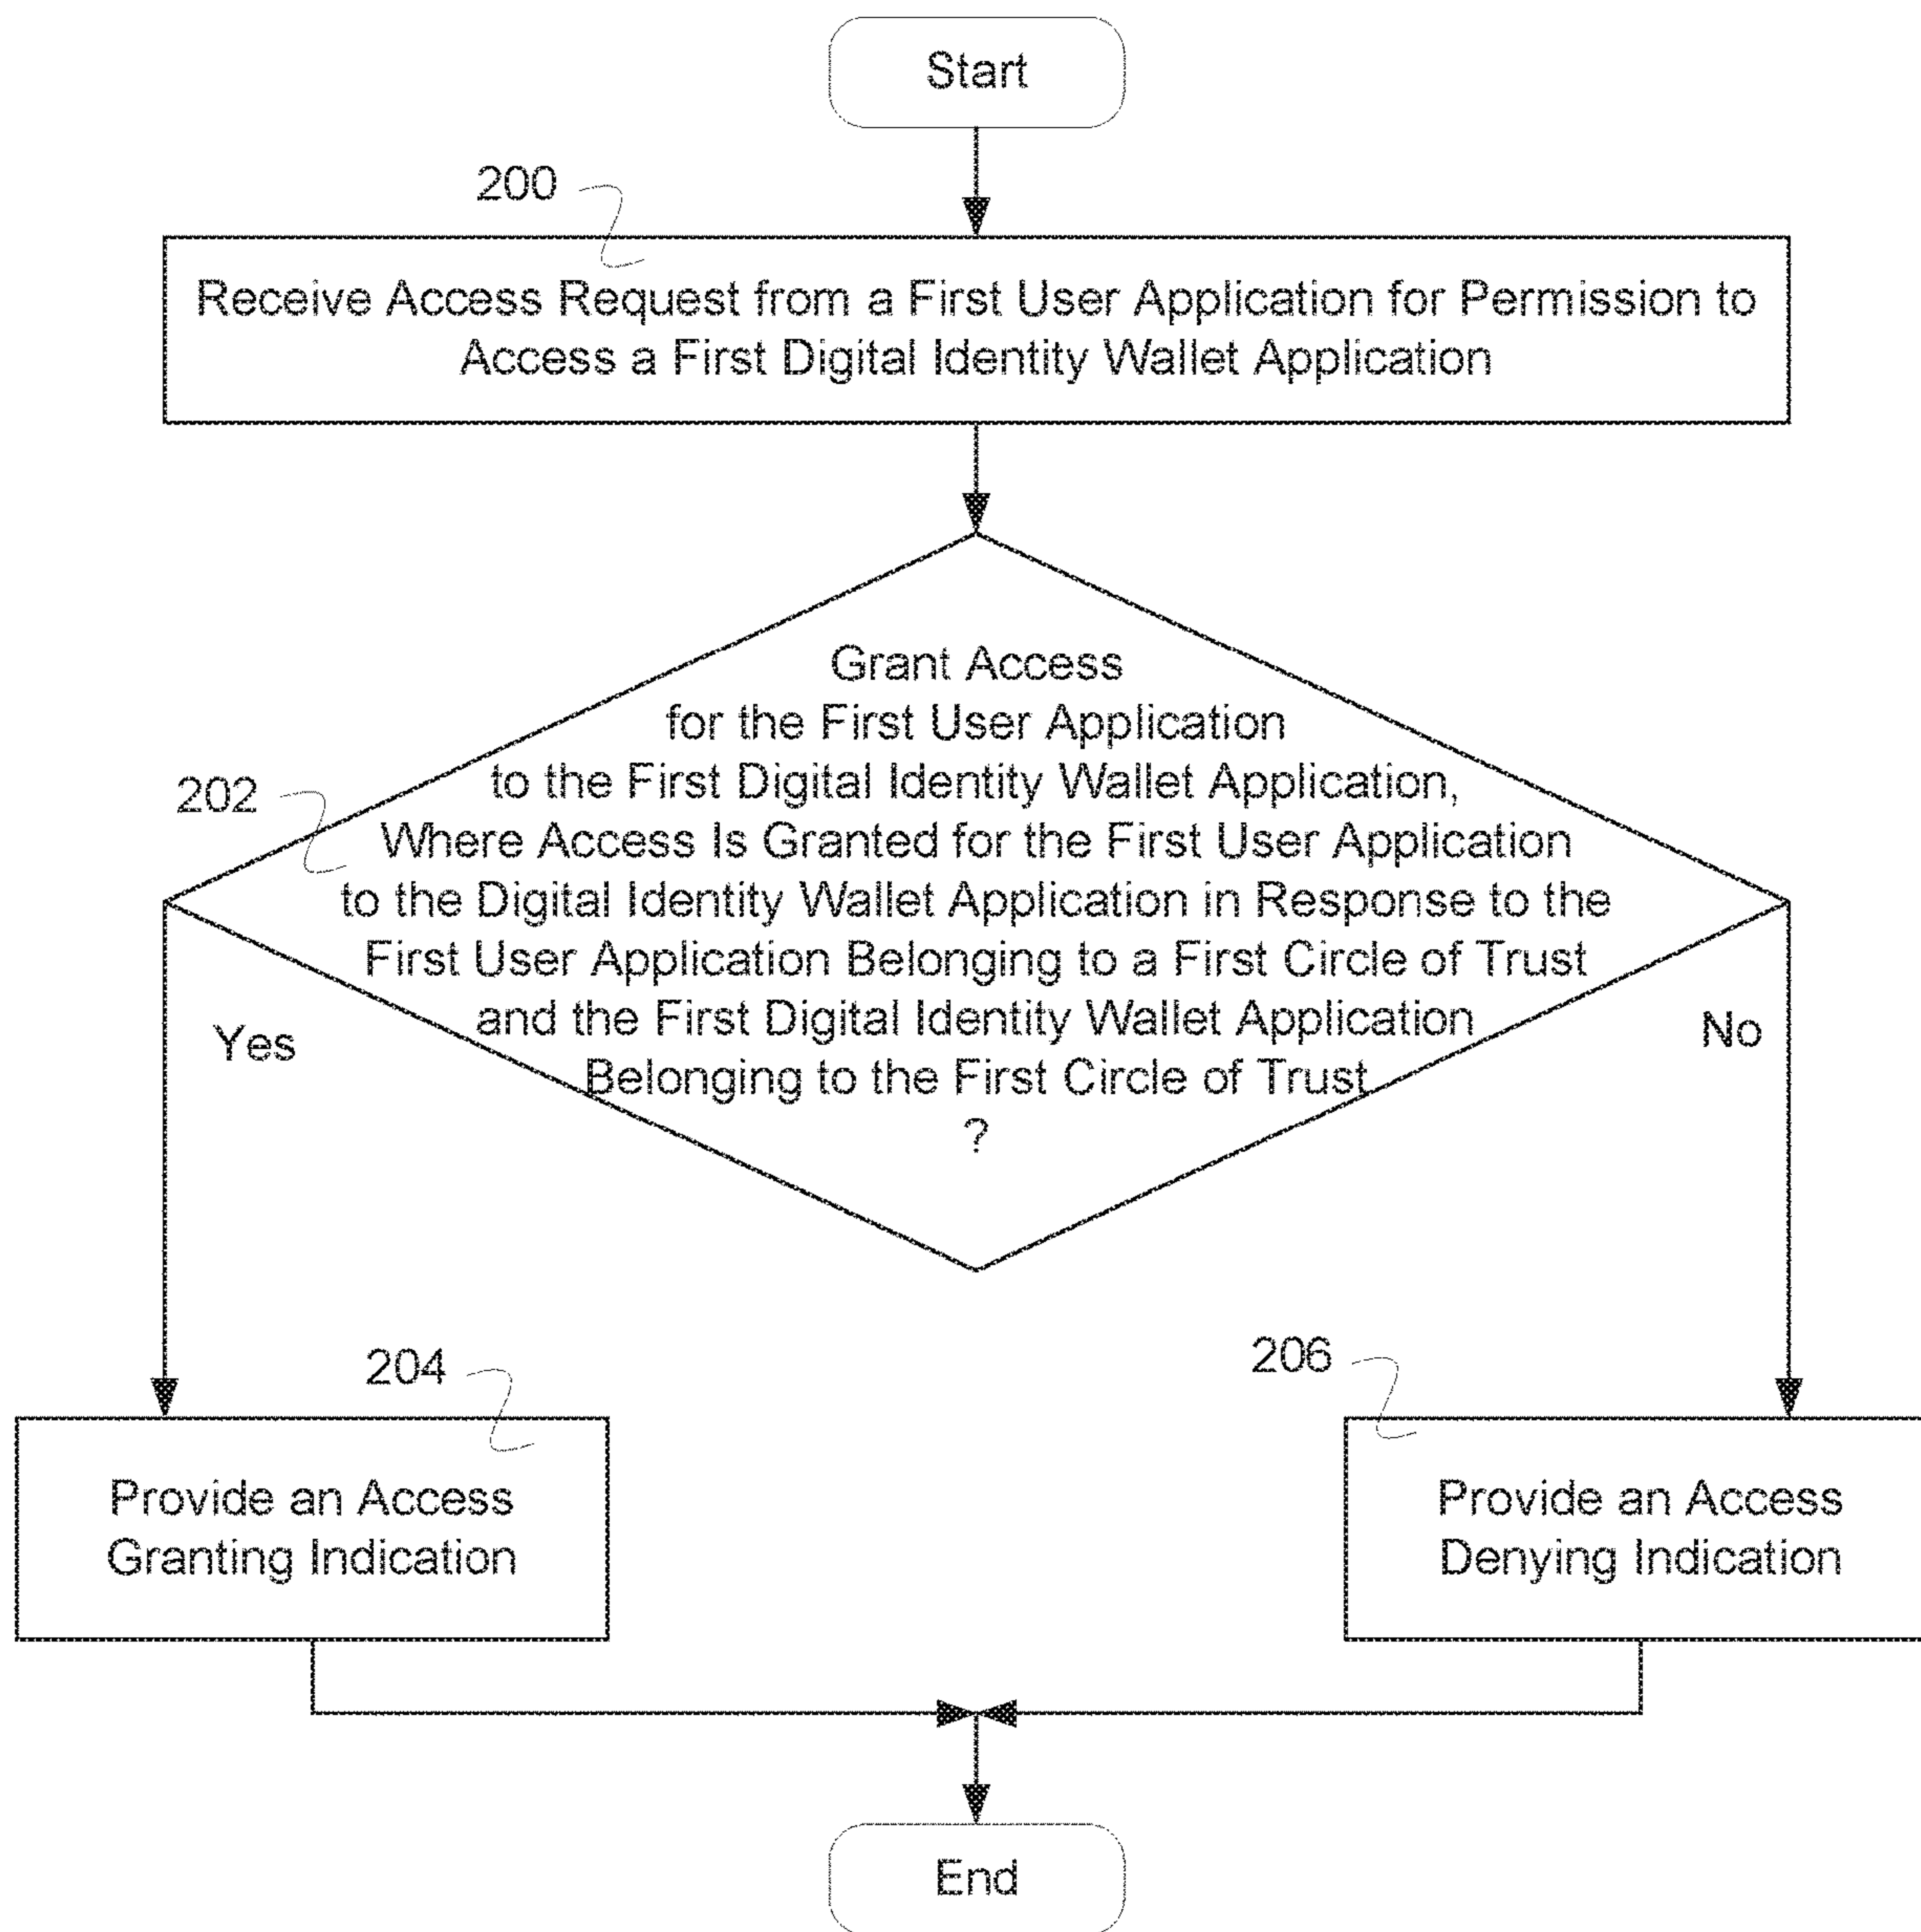 Start
200
Receive Access Request from a First User Application for Permission to
Access a First Digital Identity Wallet Application
Grant Access
for the First User Application
to the First Digital Identity Wallet Application,
202
Where Access Is Granted for the First User Application
to the Digital Identity Wallet Application in Response to the
First User Application Belonging to a First Circle of Trust
and the First Digital Identity Wallet Application
Yes
No
Belonging to the First Circle of Trust
?
204
206
Provide an Access
Granting Indication
Provide an Access
Denying Indication
End